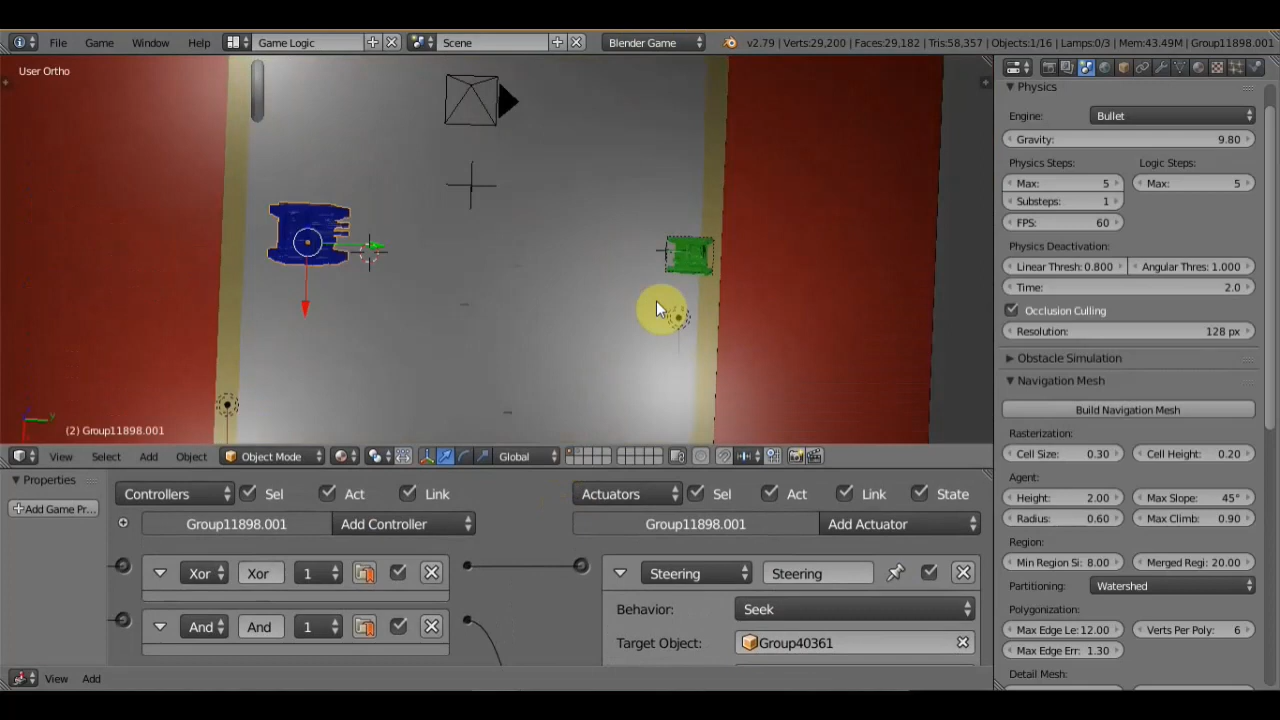 File Game Window Help Game Logic Scene Blender Game v2.79 | Verts:29,200 | Faces:29,182 | Tris:58,357 | Objects:1/16 | Lamps:0/3 | Mem:43.49M | Group11898.001
User Ortho
Physics
Engine: Bullet
Gravity: 9.80
Physics Steps: Logic Steps:
Max: 5 Max: 5
Substeps: 1
FPS: 60
Physics Deactivation:
Linear Thresh: 0.800 Angular Thres: 1.000
Time: 2.0
Occlusion Culling
Resolution: 128 px
Obstacle Simulation
Navigation Mesh
Build Navigation Mesh
Rasterization:
Cell Size: 0.30 Cell Height: 0.20
Agent:
Height: 2.00 Max Slope: 45°
Radius: 0.60 Max Climb: 0.90
Region:
Min Region Si: 8.00 Merged Regi: 20.00
Partitioning: Watershed
Polygonization:
Max Edge Le: 12.00 Verts Per Poly: 6
Max Edge Err: 1.30
Detail Mesh:
(2) Group11898.001
View Select Add Object Object Mode Global
Properties
Add Game Pr...
Controllers Sel Act Link
Group11898.001 Add Controller
Xor Xor 1
And And 1
Actuators Sel Act Link State
Group11898.001 Add Actuator
Steering Steering
Behavior: Seek
Target Object: Group40361
View Add